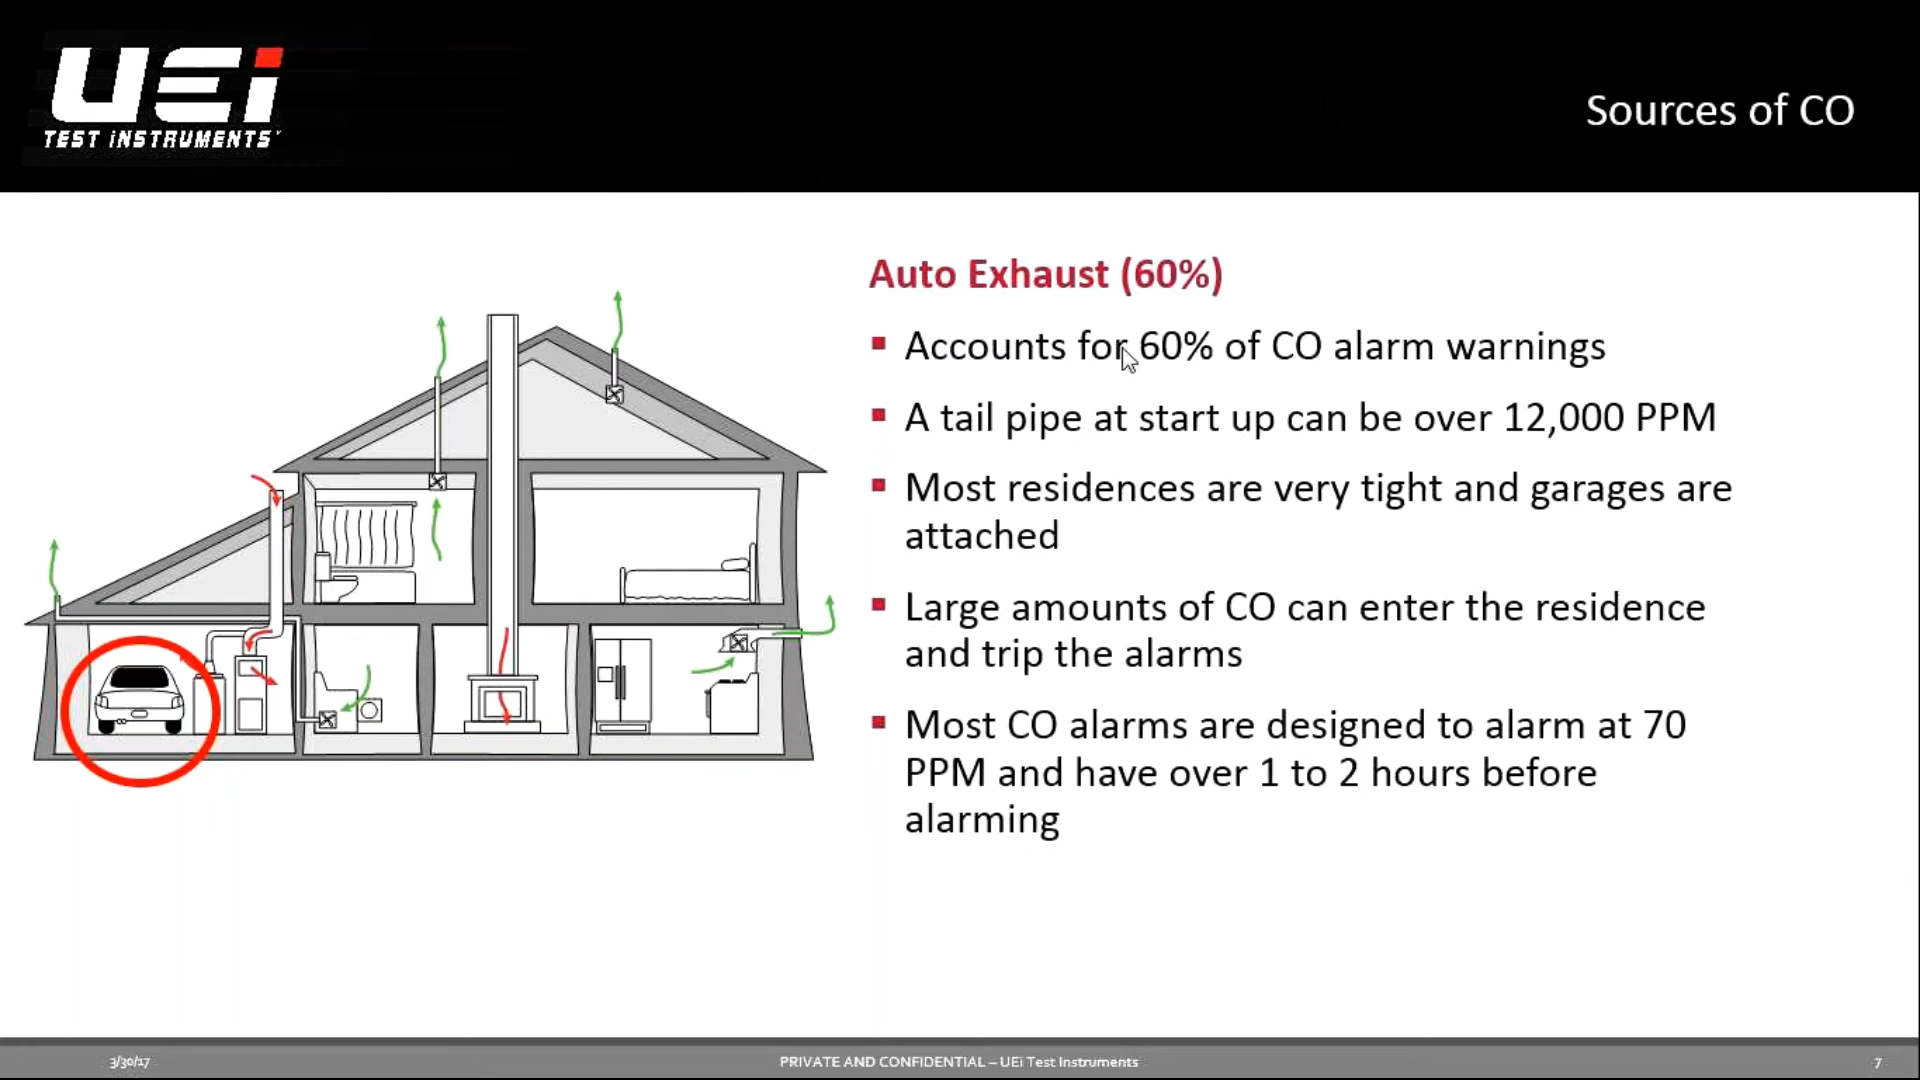 UEi
TEST INSTRUMENTS
Sources of CO
Auto Exhaust (60%)
Accounts for 60% of CO alarm warnings
A tail pipe at start up can be over 12,000 PPM
Most residences are very tight and garages are
attached
Large amounts of CO can enter the residence
and trip the alarms
Most CO alarms are designed to alarm at 70
PPM and have over 1 to 2 hours before
alarming
3/30/17
PRIVATE AND CONFIDENTIAL – UEi Test Instruments
7